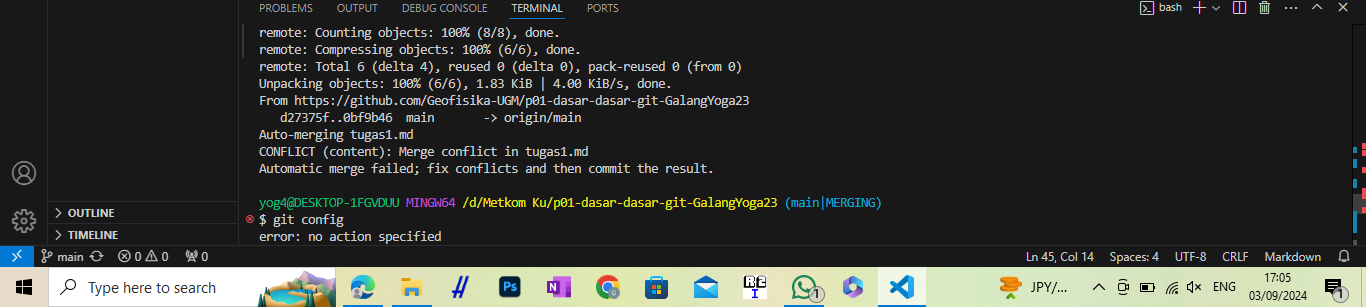 PROBLEMS OUTPUT DEBUG CONSOLE TERMINAL PORTS bash
remote: Counting objects: 100% (8/8), done.
remote: Compressing objects: 100% (6/6), done.
remote: Total 6 (delta 4), reused 0 (delta 0), pack-reused 0 (from 0)
Unpacking objects: 100% (6/6), 1.83 KiB | 4.00 KiB/s, done.
From https://github.com/Geofisika-UGM/p01-dasar-dasar-git-GalangYoga23
d27375f..0bf9b46 main -> origin/main
Auto-merging tugas1.md
CONFLICT (content): Merge conflict in tugas1.md
Automatic merge failed; fix conflicts and then commit the result.
yog4@DESKTOP-1FGVDUU MINGW64 /d/Metkom Ku/p01-dasar-dasar-git-GalangYoga23 (main|MERGING)
$ git config
error: no action specified
OUTLINE
TIMELINE
main 0 0 0 Ln 45, Col 14 Spaces: 4 UTF-8 CRLF Markdown
Type here to search Ps N REI 1 JPY/... ENG 17:05
03/09/2024 1